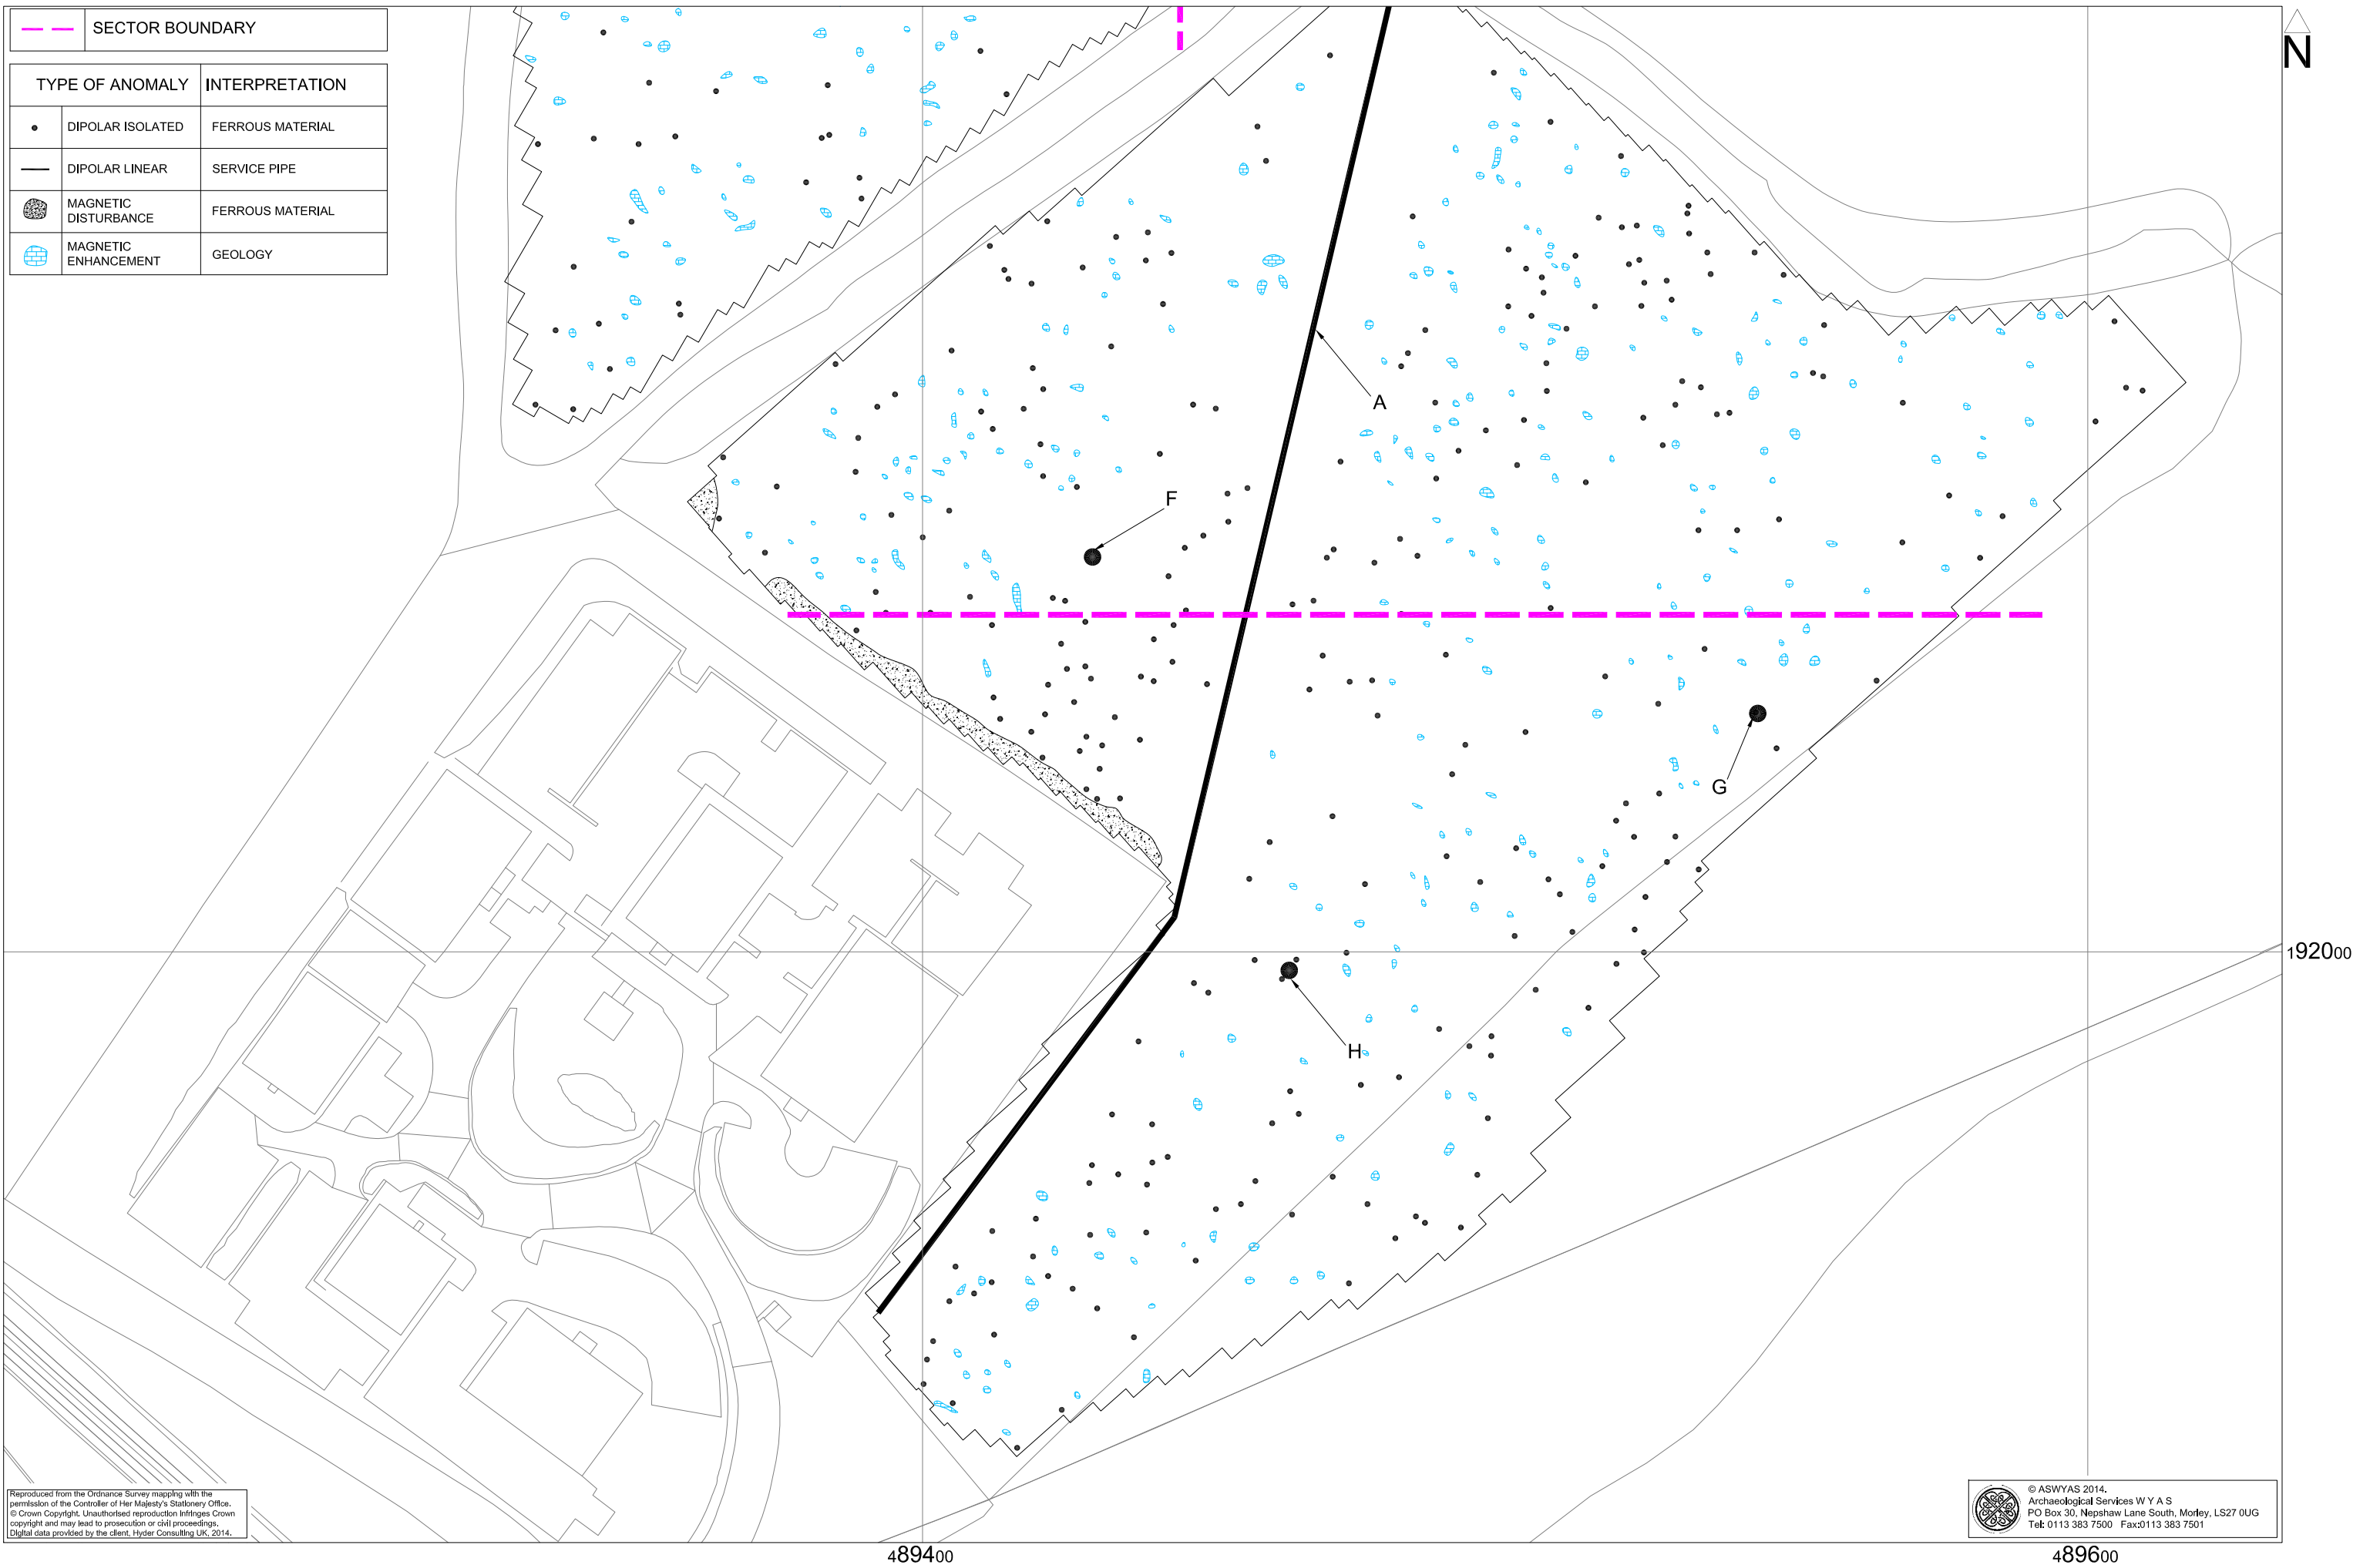 SECTOR BOUNDARY
N
TYPE OF ANOMALY INTERPRETATION
DIPOLAR ISOLATED FERROUS MATERIAL
DIPOLAR LINEAR SERVICE PIPE
MAGNETIC
DISTURBANCE
FERROUS MATERIAL
MAGNETIC
ENHANCEMENT
GEOLOGY
A
F
G
H
192000
Reproduced from the Ordnance Survey mapping with the
permission of the Controller of Her Majesty's Stationery Office.
© Crown Copyright. Unauthorised reproduction infringes Crown
copyright and may lead to prosecution or civil proceedings.
Digital data provided by the client, Hyder Consulting UK, 2014.
© ASWYAS 2014.
Archaeological Services W Y A S
PO Box 30, Nepshaw Lane South, Morley, LS27 0UG
Tel: 0113 383 7500 Fax:0113 383 7501
489400
489600